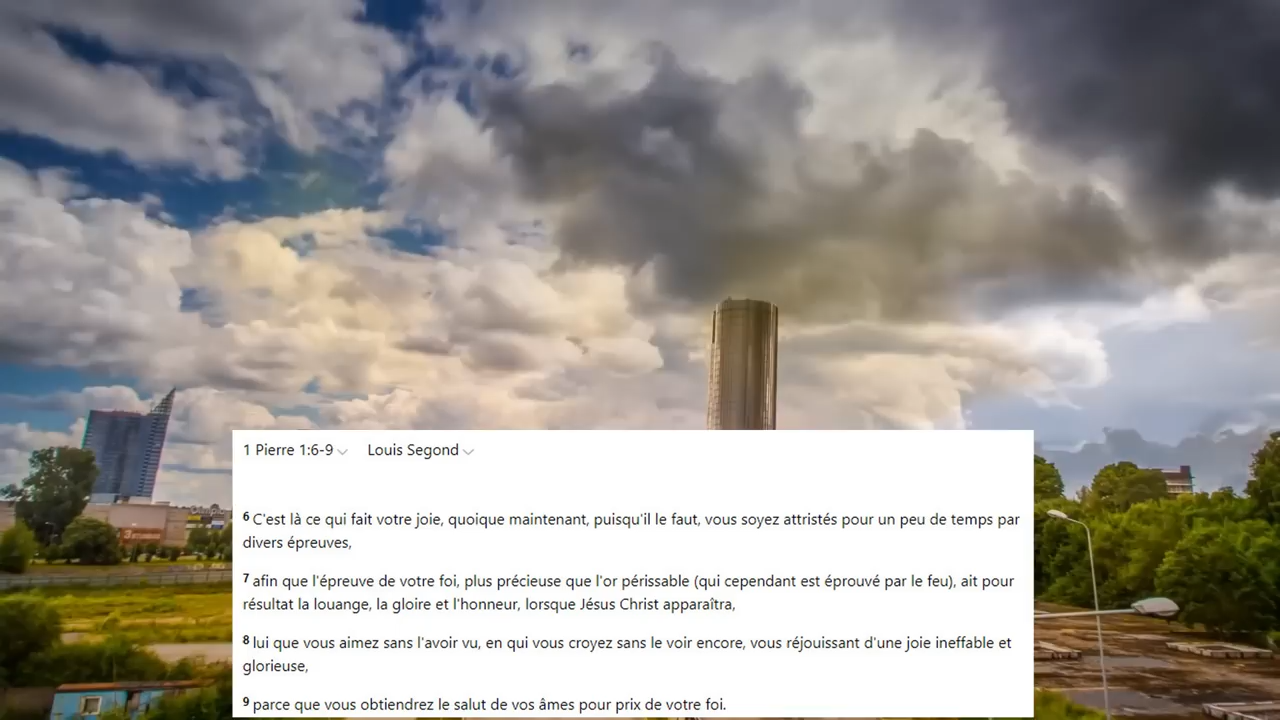 1 Pierre 1:6-9 Louis Segond
6 C'est là ce qui fait votre joie, quoique maintenant, puisqu'il le faut, vous soyez attristés pour un peu de temps par
divers épreuves,
7 afin que l'épreuve de votre foi, plus précieuse que l'or périssable (qui cependant est éprouvé par le feu), ait pour
résultat la louange, la gloire et l'honneur, lorsque Jésus Christ apparaîtra,
8 lui que vous aimez sans l'avoir vu, en qui vous croyez sans le voir encore, vous réjouissant d'une joie ineffable et
glorieuse,
9 parce que vous obtiendrez le salut de vos âmes pour prix de votre foi.